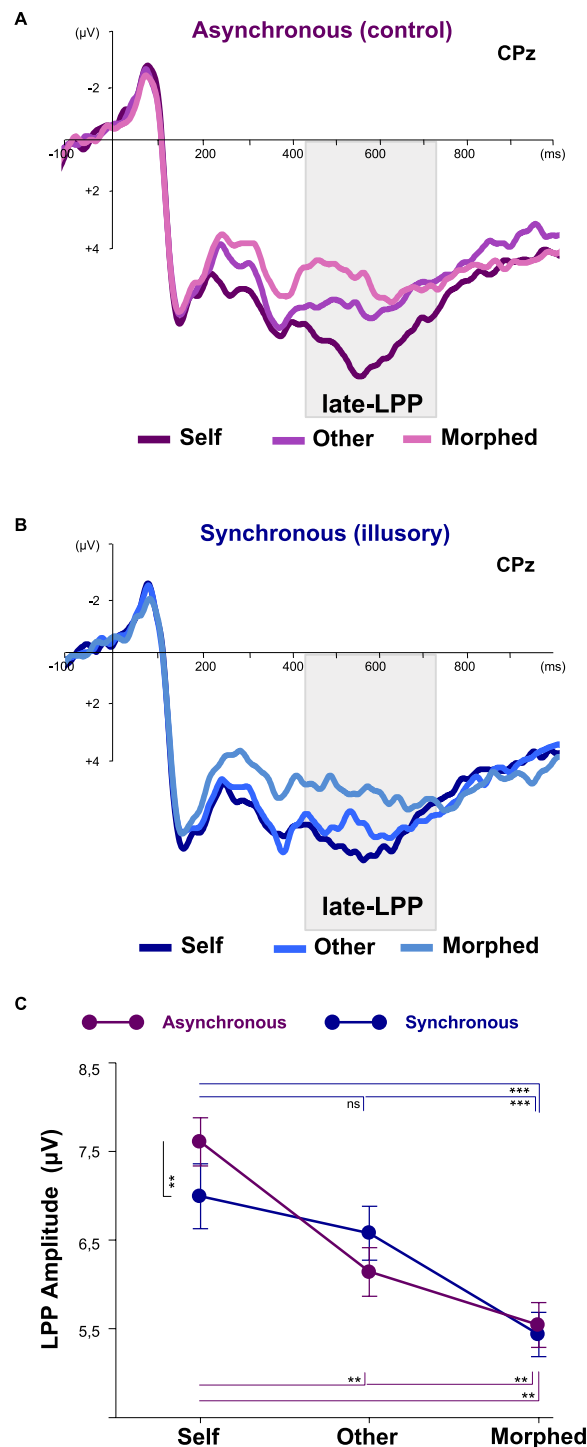 A
(µV)
Asynchronous (control)
CPz
-2
-100
200
400
600
800
(ms)
+2
+4
late-LPP
Self
Other
Morphed
B
(µV)
Synchronous (illusory)
CPz
-2
-100
200
400
600
800
(ms)
+2
+4
late-LPP
Self
Other
Morphed
C
Asynchronous
Synchronous
8,5
***
ns
***
7,5
**
LPP Amplitude (µV)
6,5
5,5
**
**
**
Self
Other
Morphed